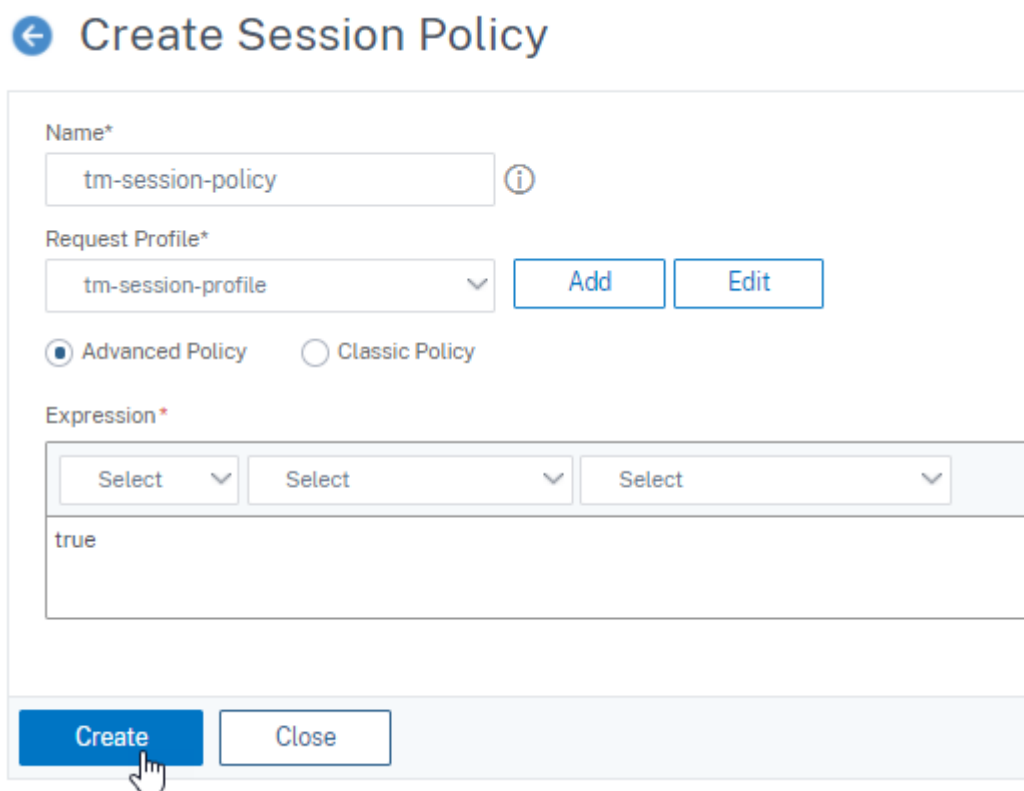 Create Session Policy
Name*
tm-session-policy
Request Profile*
tm-session-profile Add Edit
Advanced Policy Classic Policy
Expression*
Select Select Select
true
Create Close